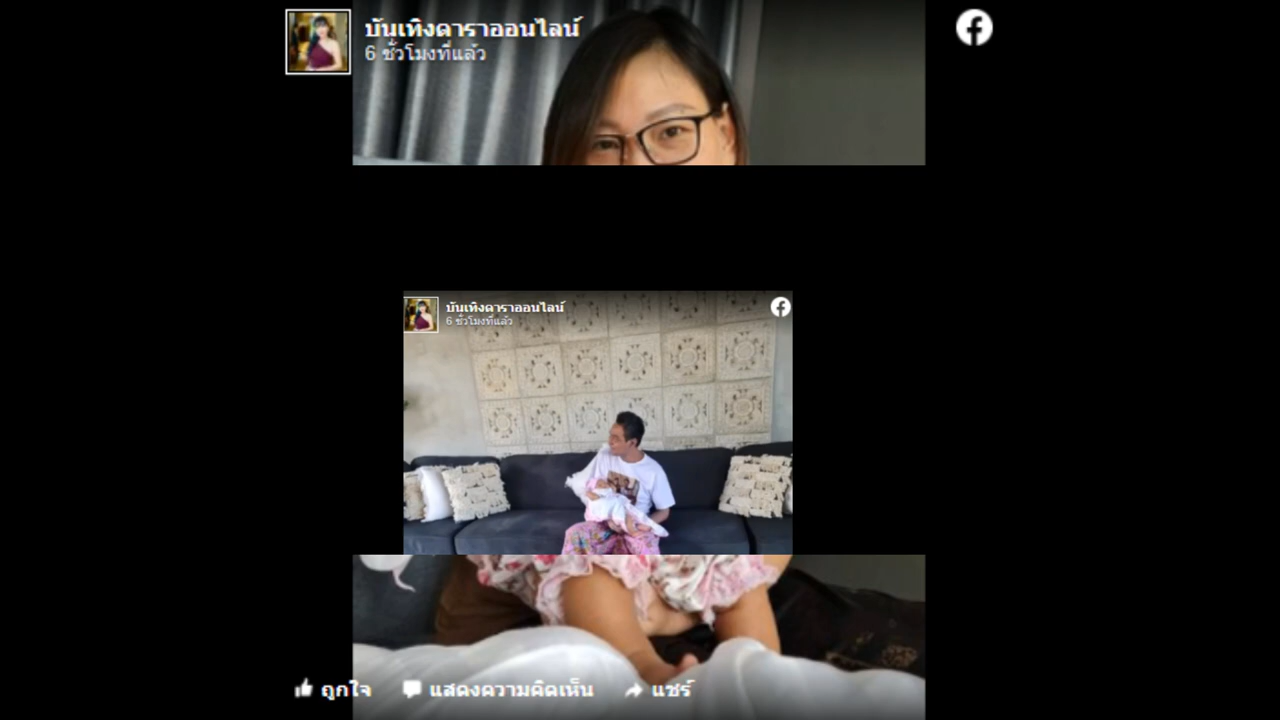 บันเทิงดาราออนไลน์
6 ชั่วโมงที่แล้ว
บันเทิงดาราออนไลน์
6 ชั่วโมงที่แล้ว
ถูกใจ แสดงความคิดเห็น แชร์